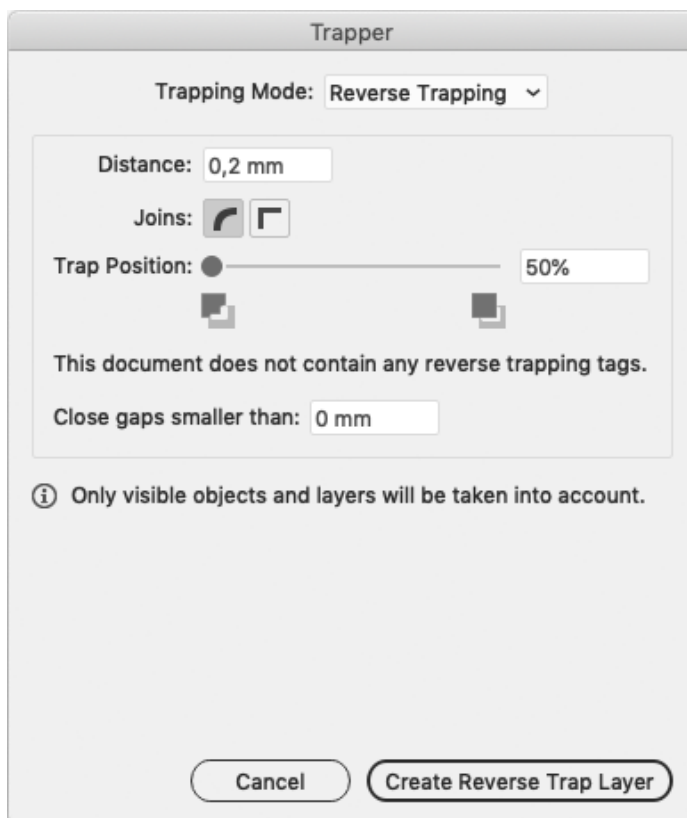 Trapper
Trapping Mode: Reverse Trapping
Distance: 0,2 mm
Joins:
Trap Position: 50%
This document does not contain any reverse trapping tags.
Close gaps smaller than: 0 mm
Only visible objects and layers will be taken into account.
Cancel Create Reverse Trap Layer